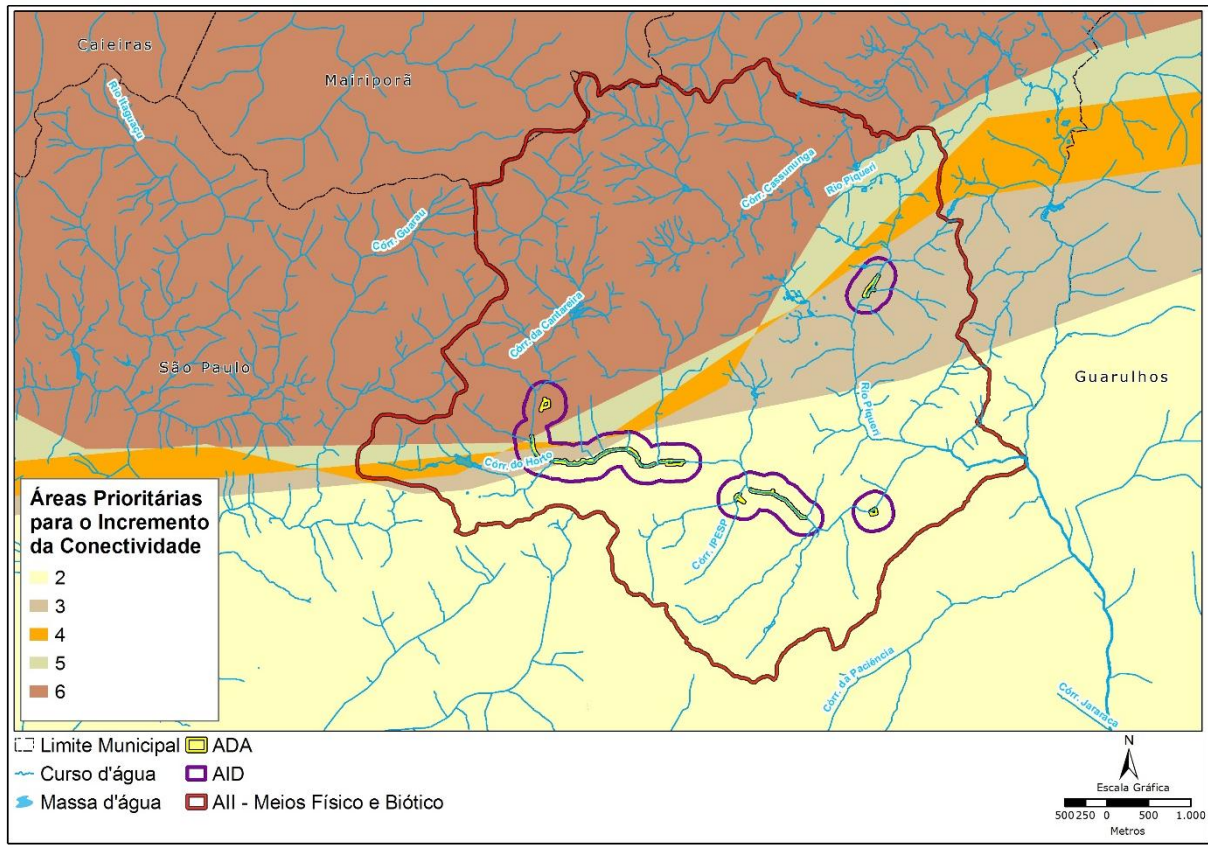 Caieiras
Mairiporã
Rio Itaguaçu
Córr. Guarau
Córr. Cassununga
Rio Piqueri
Córr. da Cantareira
São Paulo
Guarulhos
Rio Piqueri
Córr. do Horto
Córr. IPESP
Córr. da Paciência
Córr. Jararaca
Áreas Prioritárias
para o Incremento
da Conectividade
2
3
4
5
6
Limite Municipal
Curso d'água
Massa d'água
ADA
AID
AII - Meios Físico e Biótico
N
Escala Gráfica
500 250 0 500 1.000
Metros